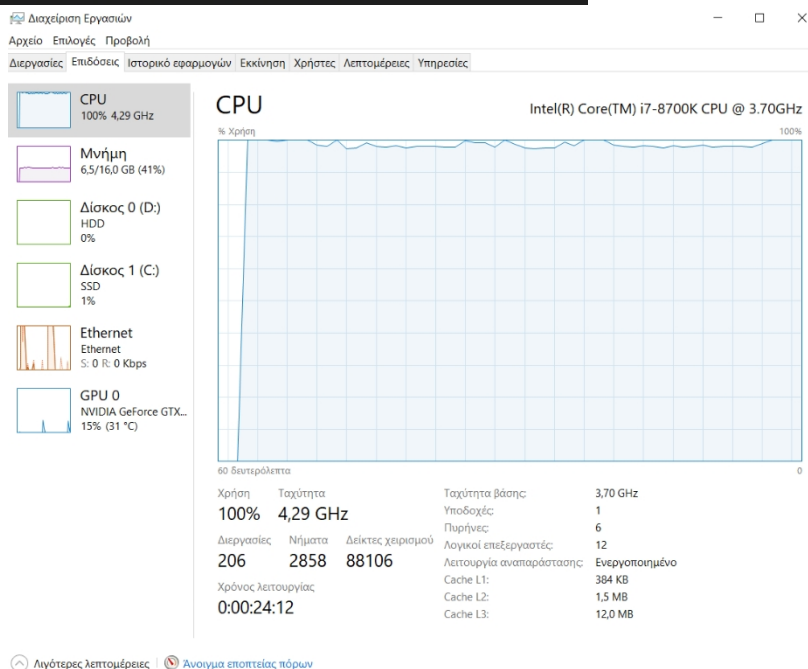 Διαχείριση Εργασιών
Αρχείο Επιλογές Προβολή
Διεργασίες Επιδόσεις Ιστορικό εφαρμογών Εκκίνηση Χρήστες Λεπτομέρειες Υπηρεσίες
CPU
100% 4,29 GHz
Μνήμη
6,5/16,0 GB (41%)
Δίσκος 0 (D:)
HDD
0%
Δίσκος 1 (C:)
SSD
1%
Ethernet
Ethernet
S: 0 R: 0 Kbps
GPU 0
NVIDIA GeForce GTX...
15% (31 °C)
CPU Intel(R) Core(TM) i7-8700K CPU @ 3.70GHz
% Χρήση 100%
60 δευτερόλεπτα 0
Χρήση Ταχύτητα
100% 4,29 GHz
Διεργασίες Νήματα Δείκτες χειρισμού
206 2858 88106
Χρόνος λειτουργίας
0:00:24:12
Ταχύτητα βάσης: 3,70 GHz
Υποδοχές: 1
Πυρήνες: 6
Λογικοί επεξεργαστές: 12
Λειτουργία αναπαράστασης: Ενεργοποιημένο
Cache L1: 384 KB
Cache L2: 1,5 MB
Cache L3: 12,0 MB
Λιγότερες λεπτομέρειες Άνοιγμα εποπτείας πόρων